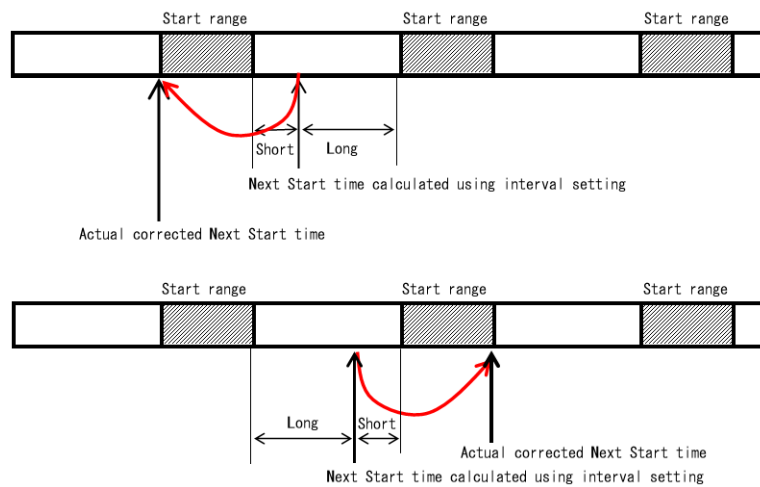 Start range Start range Start range
Short Long
Next Start time calculated using interval setting
Actual corrected Next Start time
Start range Start range Start range
Long Short
Actual corrected Next Start time
Next Start time calculated using interval setting